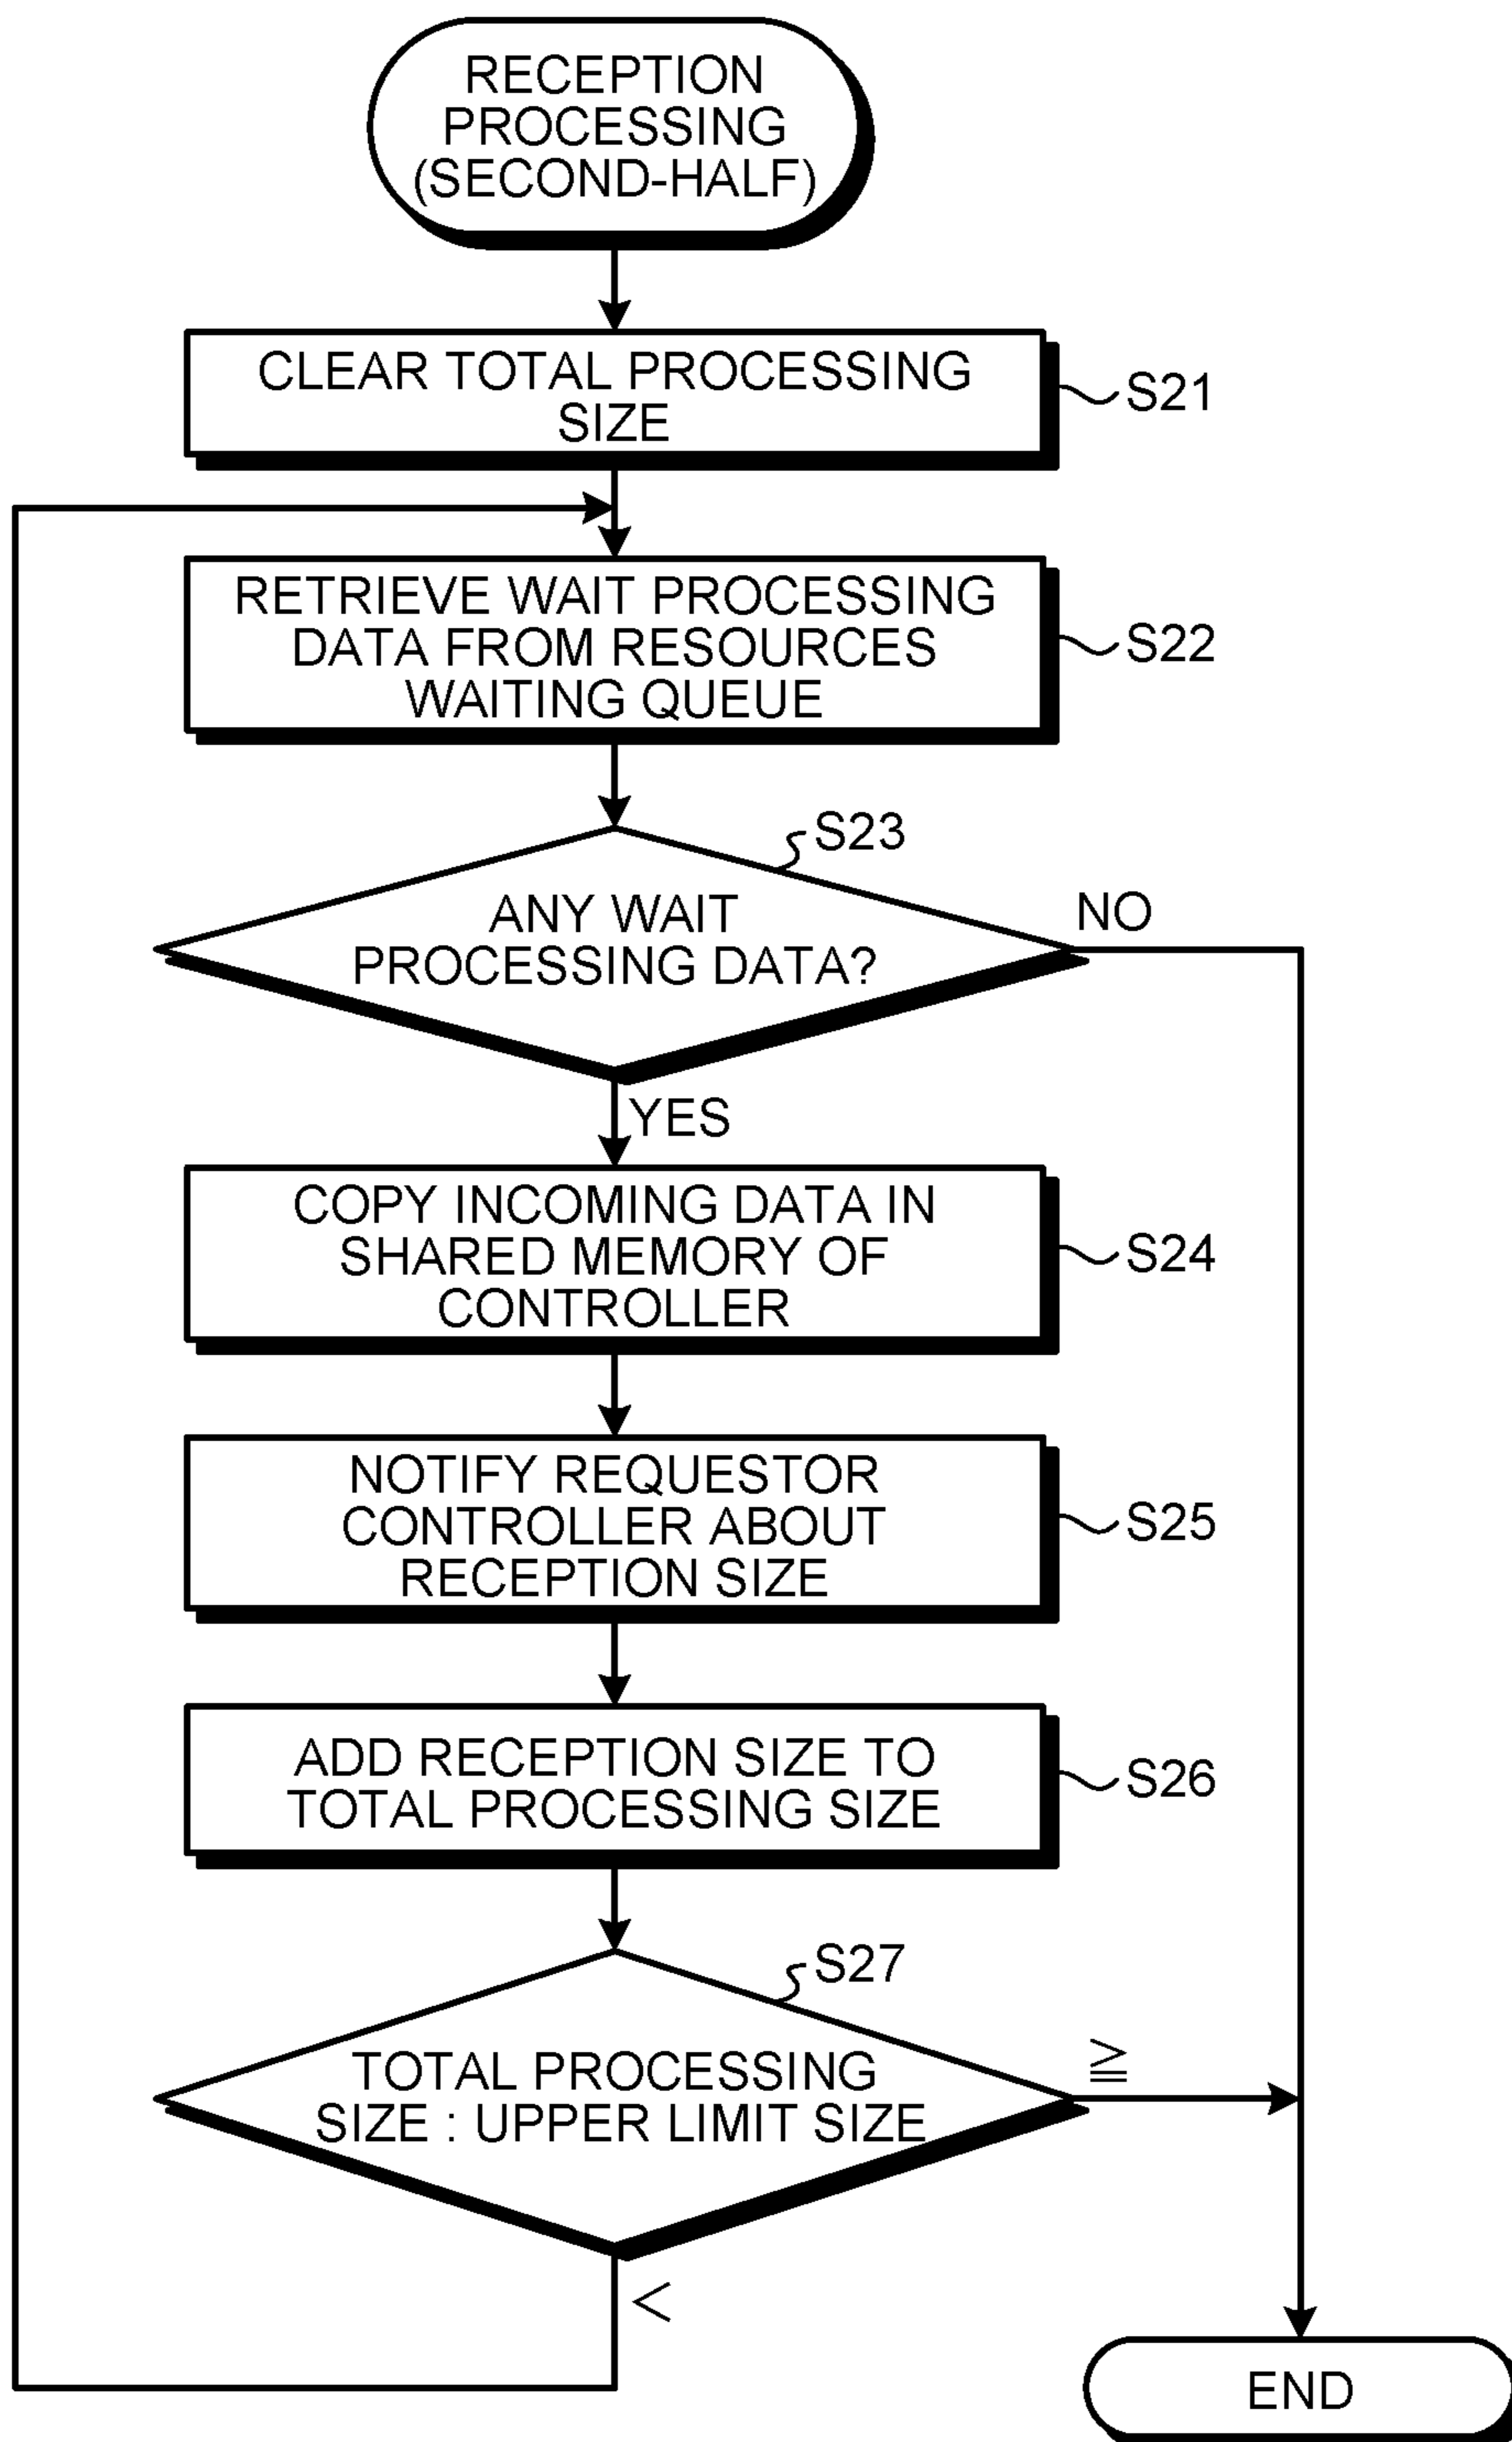 RECEPTION
PROCESSING
(SECOND-HALF)
CLEAR TOTAL PROCESSING
SIZE
S21
RETRIEVE WAIT PROCESSING
DATA FROM RESOURCES
WAITING QUEUE
S22
S23
ANY WAIT
PROCESSING DATA?
NO
YES
COPY INCOMING DATA IN
SHARED MEMORY OF
CONTROLLER
S24
NOTIFY REQUESTOR
CONTROLLER ABOUT
RECEPTION SIZE
S25
ADD RECEPTION SIZE TO
TOTAL PROCESSING SIZE
S26
S27
TOTAL PROCESSING
SIZE : UPPER LIMIT SIZE
≧
<
END